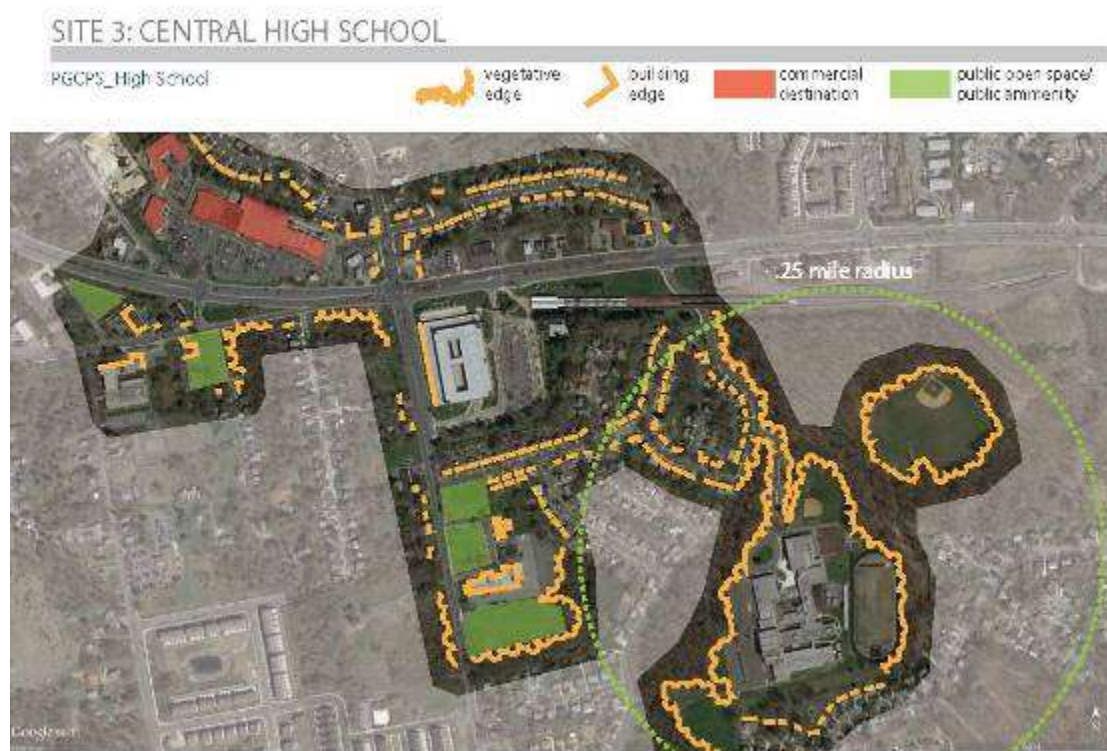 SITE 3: CENTRAL HIGH SCHOOL
PGCPS_High School
vegetative
edge
building
edge
commercial
destination
public open space/
public ammenity
.25 mile radius
Google